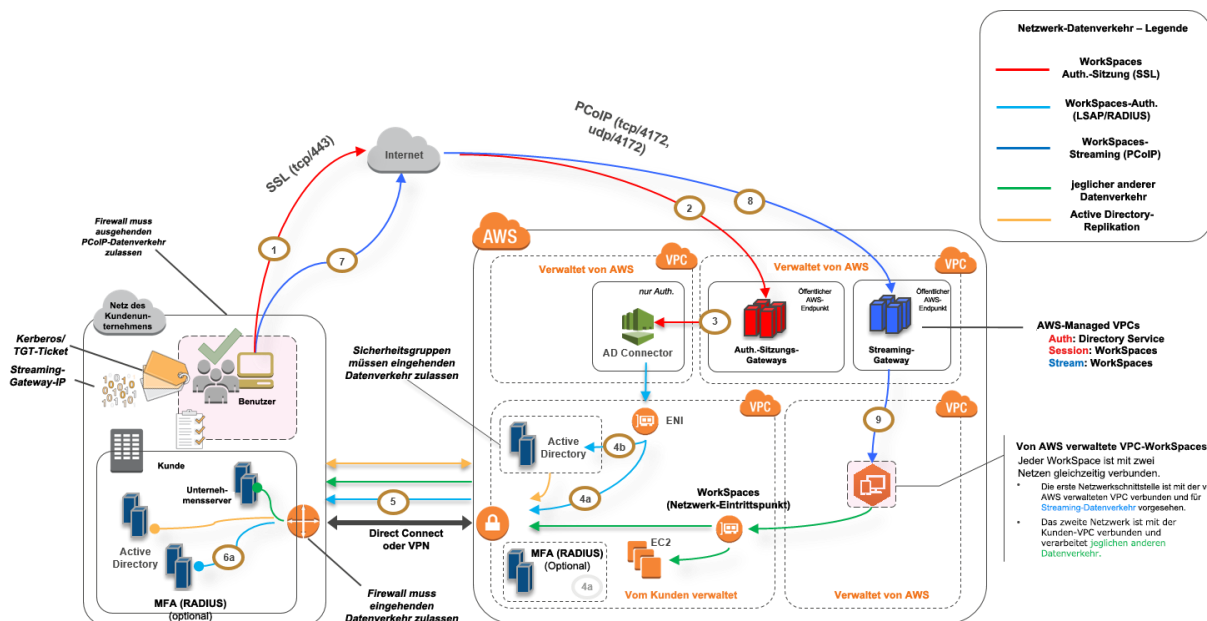 Netzwerk-Datenverkehr – Legende
WorkSpaces
Auth.-Sitzung (SSL)
WorkSpaces-Auth.
(LSAP/RADIUS)
WorkSpaces-
Streaming (PCoIP)
jeglicher anderer
Datenverkehr
Active Directory-
Replikation
PCoIP (tcp/4172,
udp/4172)
SSL (tcp/443)
Internet
1
2
7
8
Firewall muss
ausgehenden
PCoIP-Datenverkehr
zulassen
AWS
VPC
VPC
Verwaltet von AWS
Verwaltet von AWS
nur Auth.
AD Connector
3
Öffentlicher
AWS-
Endpunkt
Auth.-Sitzungs-
Gateways
Öffentlicher
AWS-
Endpunkt
Streaming-
Gateway
AWS-Managed VPCs
Auth: Directory Service
Session: WorkSpaces
Stream: WorkSpaces
Netz des
Kundenun-
ternehmens
Kerberos/
TGT-Ticket
Streaming-
Gateway-IP
Benutzer
Kunde
Sicherheitsgruppen
müssen eingehenden
Datenverkehr zulassen
VPC
VPC
ENI
9
Active
Directory
4b
4a
Von AWS verwaltete VPC-WorkSpaces
Jeder WorkSpace ist mit zwei
Netzen gleichzeitig verbunden.
• Die erste Netzwerkschnittstelle ist mit der v
AWS verwalteten VPC verbunden und für
Streaming-Datenverkehr vorgesehen.
• Das zweite Netzwerk ist mit der
Kunden-VPC verbunden und
verarbeitet jeglichen anderen
Datenverkehr.
Unterneh-
mensserver
5
Direct Connect
oder VPN
WorkSpaces
(Netzwerk-Eintrittspunkt)
EC2
MFA (RADIUS)
(Optional)
4a
Active
Directory
6a
MFA (RADIUS)
(optional)
Vom Kunden verwaltet
Verwaltet von AWS
Firewall muss
eingehenden
Datenverkehr zulassen